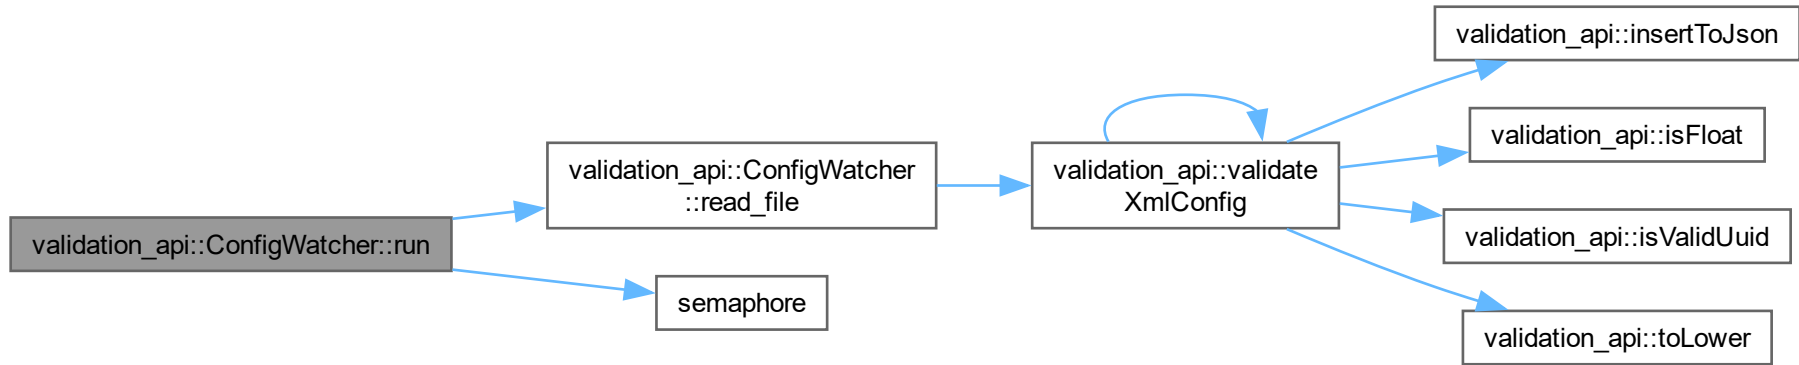 validation_api::ConfigWatcher::run
validation_api::ConfigWatcher
::read_file
semaphore
validation_api::validate
XmlConfig
validation_api::insertToJson
validation_api::isFloat
validation_api::isValidUuid
validation_api::toLower